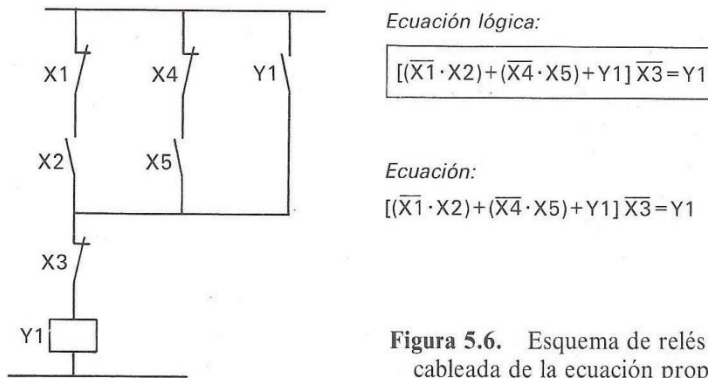 X1
X4
Y1
X2
X5
X3
Y1
Ecuación lógica:
[(X̅1̅·X2)+(X̅4̅·X5)+Y1] X̅3̅=Y1
Ecuación:
[(X̅1̅·X2)+(X̅4̅·X5)+Y1] X̅3̅=Y1
Figura 5.6. Esquema de relés
cableada de la ecuación prop